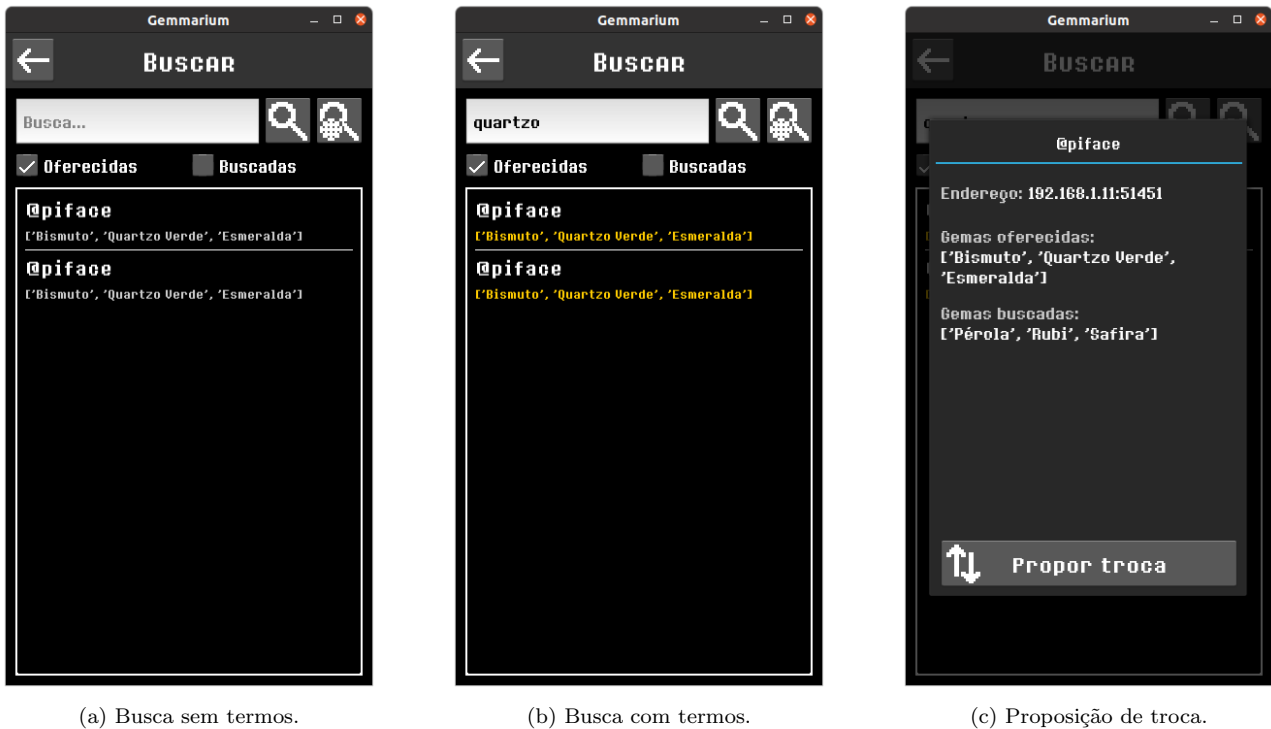 Gemmarium
Buscar
Busca...
Oferecidas Buscadas
@piface
['Bismuto', 'Quartzo Verde', 'Esmeralda']
@piface
['Bismuto', 'Quartzo Verde', 'Esmeralda']
(a) Busca sem termos.
Gemmarium
Buscar
quartzo
Oferecidas Buscadas
@piface
['Bismuto', 'Quartzo Verde', 'Esmeralda']
@piface
['Bismuto', 'Quartzo Verde', 'Esmeralda']
(b) Busca com termos.
Gemmarium
Buscar
@piface
Endereço: 192.168.1.11:51451
Gemas oferecidas:
['Bismuto', 'Quartzo Verde',
'Esmeralda']
Gemas buscadas:
['Pérola', 'Rubi', 'Safira']
Propor troca
(c) Proposição de troca.